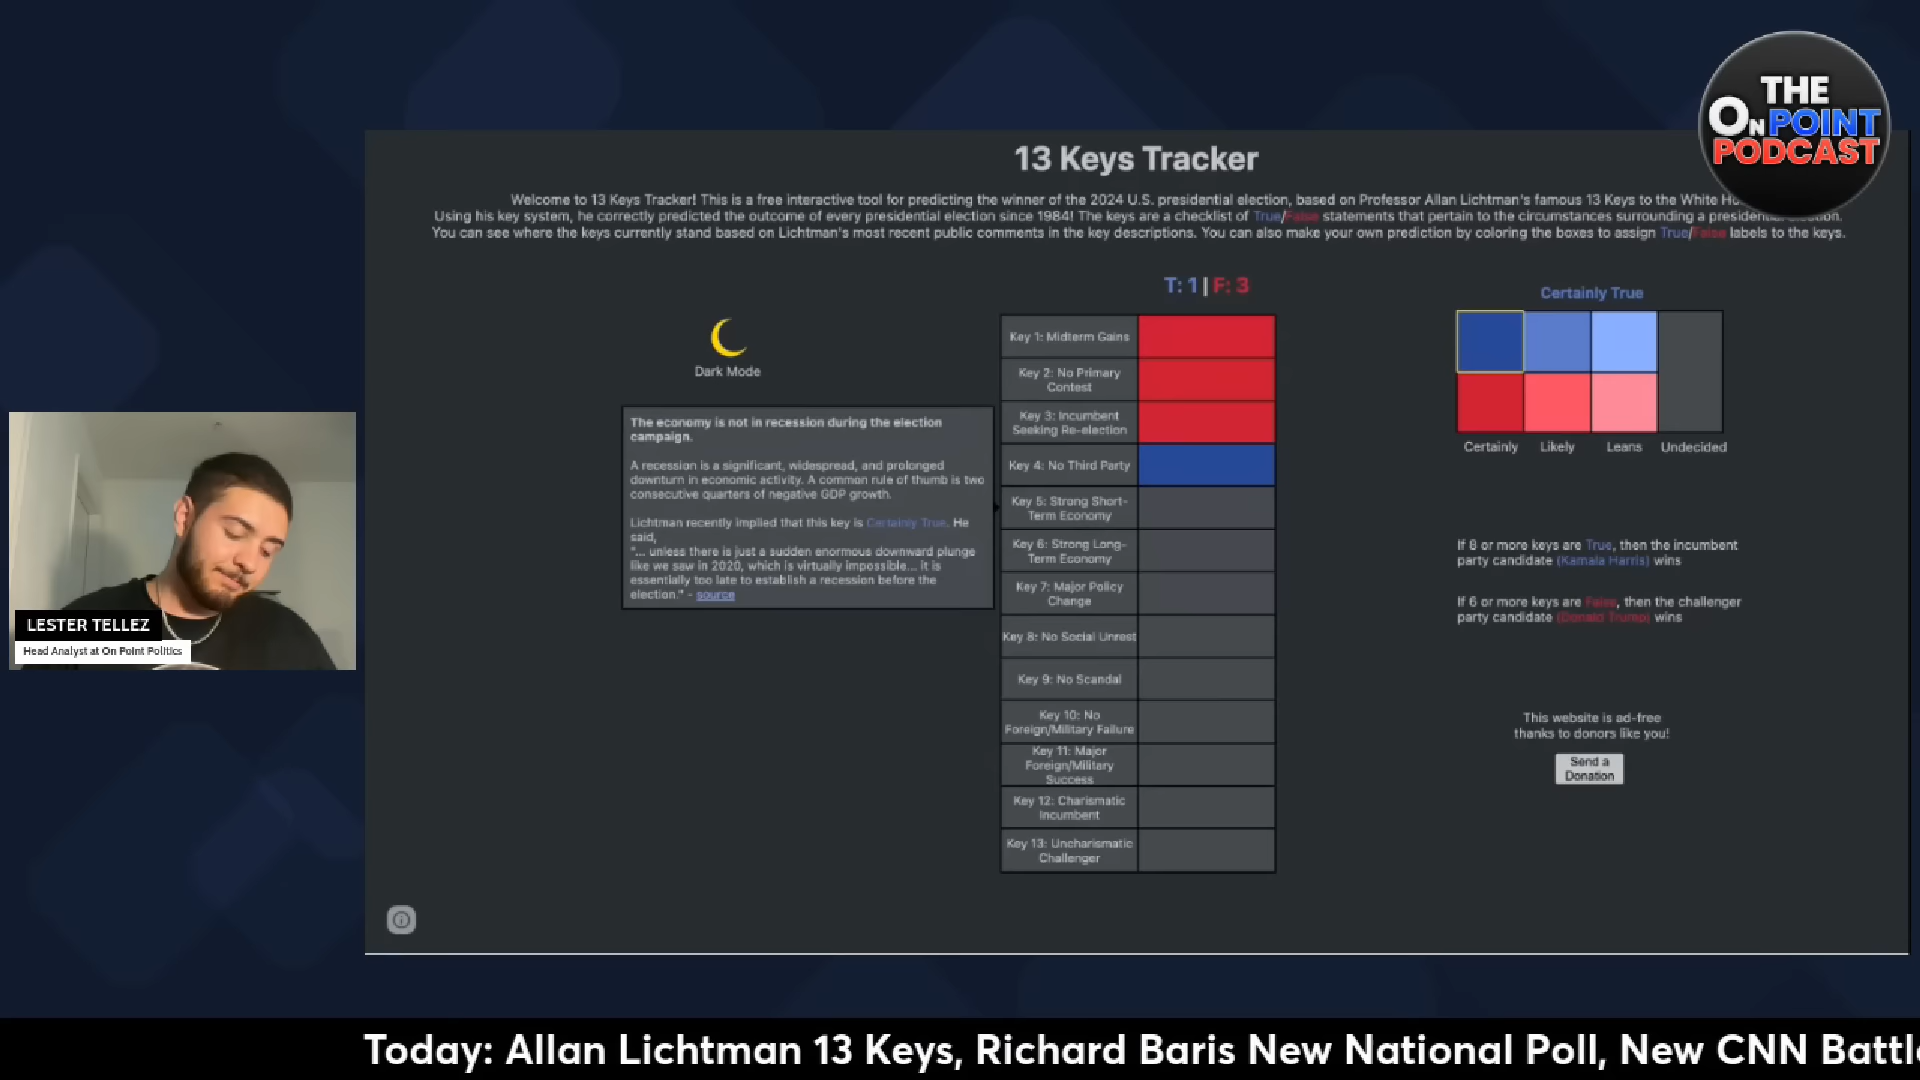 THE
ON POINT
PODCAST
13 Keys Tracker
Welcome to 13 Keys Tracker! This is a free interactive tool for predicting the winner of the 2024 U.S. presidential election, based on Professor Allan Lichtman's famous 13 Keys to the White
Using his key system, he correctly predicted the outcome of every presidential election since 1984! The keys are a checklist of True/False statements that pertain to the circumstances surrounding a presidential election.
You can see where the keys currently stand based on Lichtman's most recent public comments in the key descriptions. You can also make your own prediction by coloring the boxes to assign True/False labels to the keys.
T: 1 | F: 3
Dark Mode
The economy is not in recession during the election
campaign.
A recession is a significant, widespread, and prolonged
downturn in economic activity. A common rule of thumb is two
consecutive quarters of negative GDP growth.
Lichtman recently implied that this key is Certainly True. He
said,
"... unless there is just a sudden enormous downward plunge
like we saw in 2020, which is virtually impossible... it is
essentially too late to establish a recession before the
election." - source
Key 1: Midterm Gains
Key 2: No Primary
Contest
Key 3: Incumbent
Seeking Re-election
Key 4: No Third Party
Key 5: Strong Short-
Term Economy
Key 6: Strong Long-
Term Economy
Key 7: Major Policy
Change
Key 8: No Social Unrest
Key 9: No Scandal
Key 10: No
Foreign/Military Failure
Key 11: Major
Foreign/Military
Success
Key 12: Charismatic
Incumbent
Key 13: Uncharismatic
Challenger
Certainly True
Certainly Likely Leans Undecided
If 8 or more keys are True, then the incumbent
party candidate (Kamala Harris) wins
If 6 or more keys are False, then the challenger
party candidate (Donald Trump) wins
This website is ad-free
thanks to donors like you!
Send a
Donation
LESTER TELLEZ
Head Analyst at On Point Politics
Today: Allan Lichtman 13 Keys, Richard Baris New National Poll, New CNN Battle